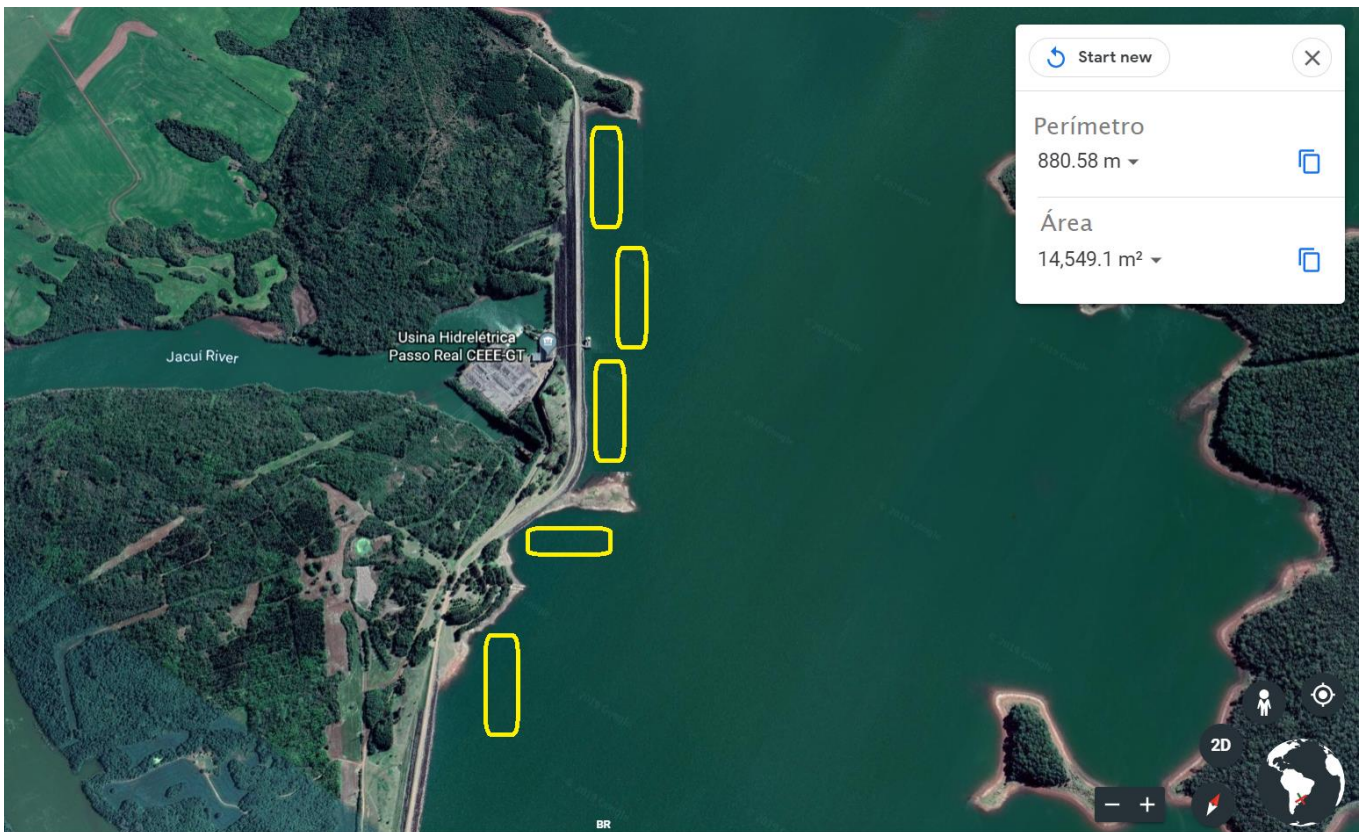 Start new
Perímetro
880.58 m
Área
14,549.1 m²
Usina Hidrelétrica
Passo Real CEEE-GT
Jacuí River
2D
BR